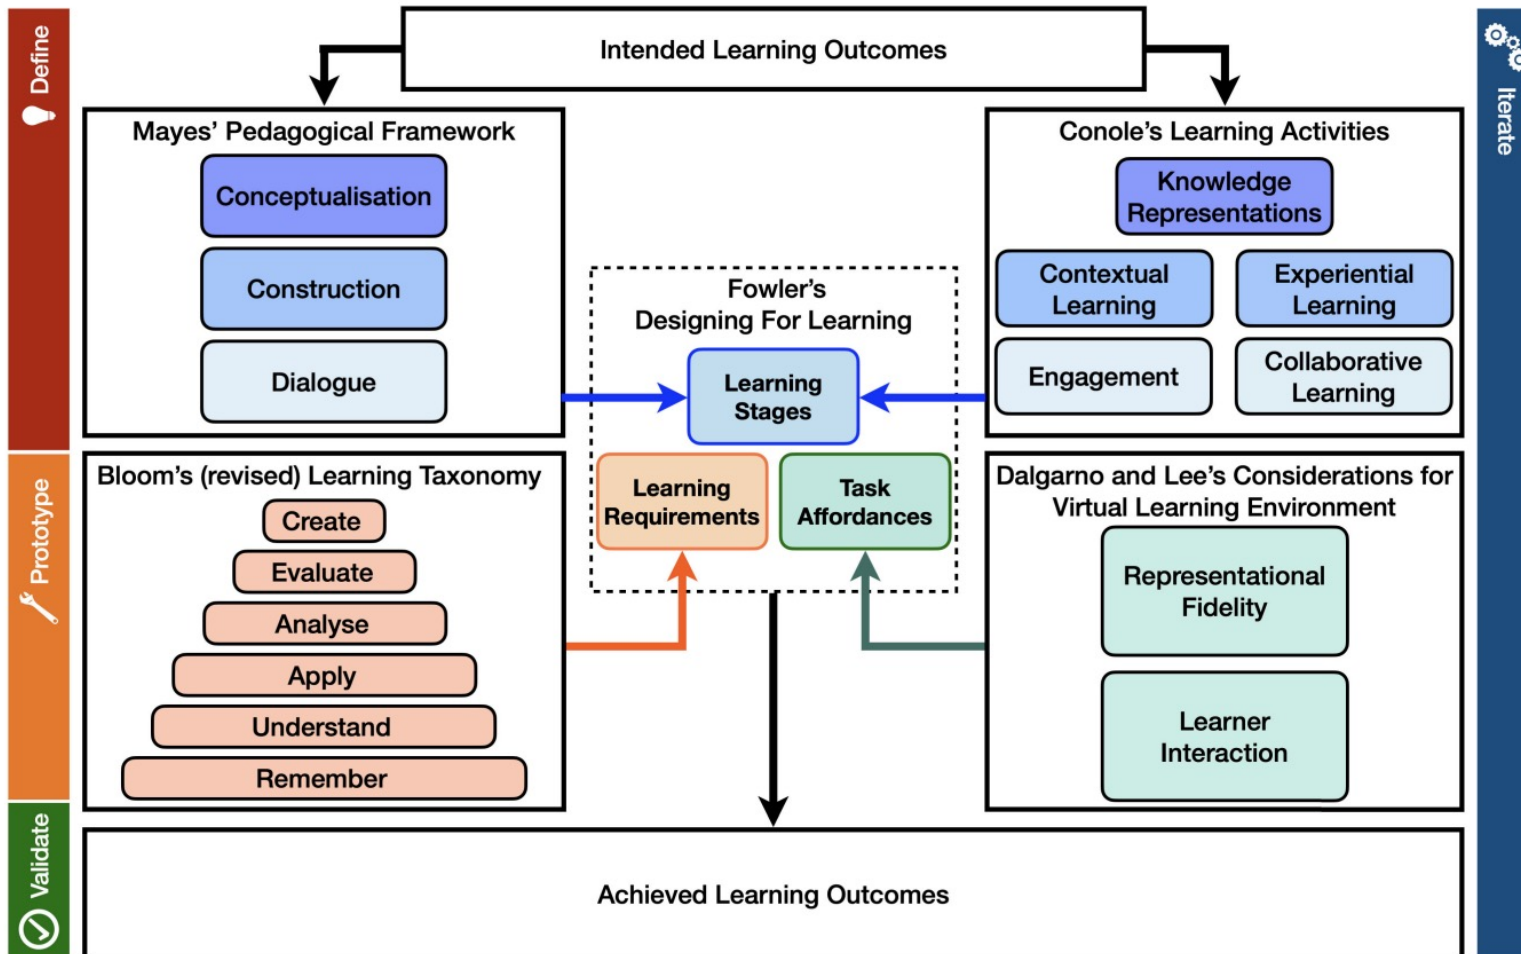 Define
Intended Learning Outcomes
Iterate
Mayes' Pedagogical Framework
Conceptualisation
Construction
Dialogue
Conole's Learning Activities
Knowledge
Representations
Contextual
Learning
Experiential
Learning
Engagement
Collaborative
Learning
Fowler's
Designing For Learning
Learning
Stages
Learning
Requirements
Task
Affordances
Prototype
Bloom's (revised) Learning Taxonomy
Create
Evaluate
Analyse
Apply
Understand
Remember
Dalgarno and Lee's Considerations for
Virtual Learning Environment
Representational
Fidelity
Learner
Interaction
Validate
Achieved Learning Outcomes